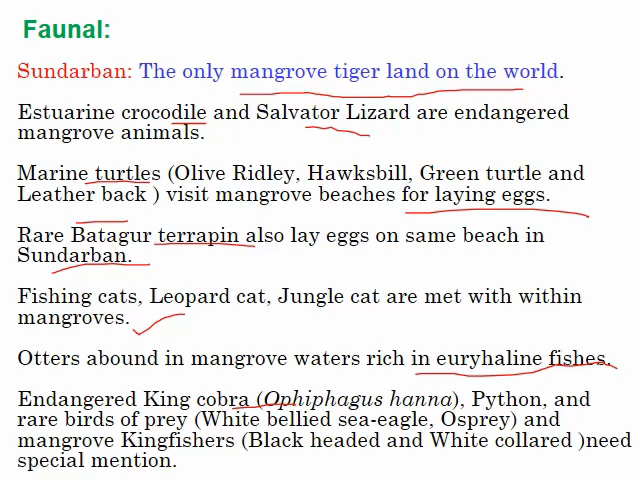 Faunal:
Sundarban: The only mangrove tiger land on the world.
Estuarine crocodile and Salvator Lizard are endangered
mangrove animals.
Marine turtles (Olive Ridley, Hawksbill, Green turtle and
Leather back ) visit mangrove beaches for laying eggs.
Rare Batagur terrapin also lay eggs on same beach in
Sundarban.
Fishing cats, Leopard cat, Jungle cat are met with within
mangroves.
Otters abound in mangrove waters rich in euryhaline fishes.
Endangered King cobra (Ophiphagus hanna), Python, and
rare birds of prey (White bellied sea-eagle, Osprey) and
mangrove Kingfishers (Black headed and White collared )need
special mention.